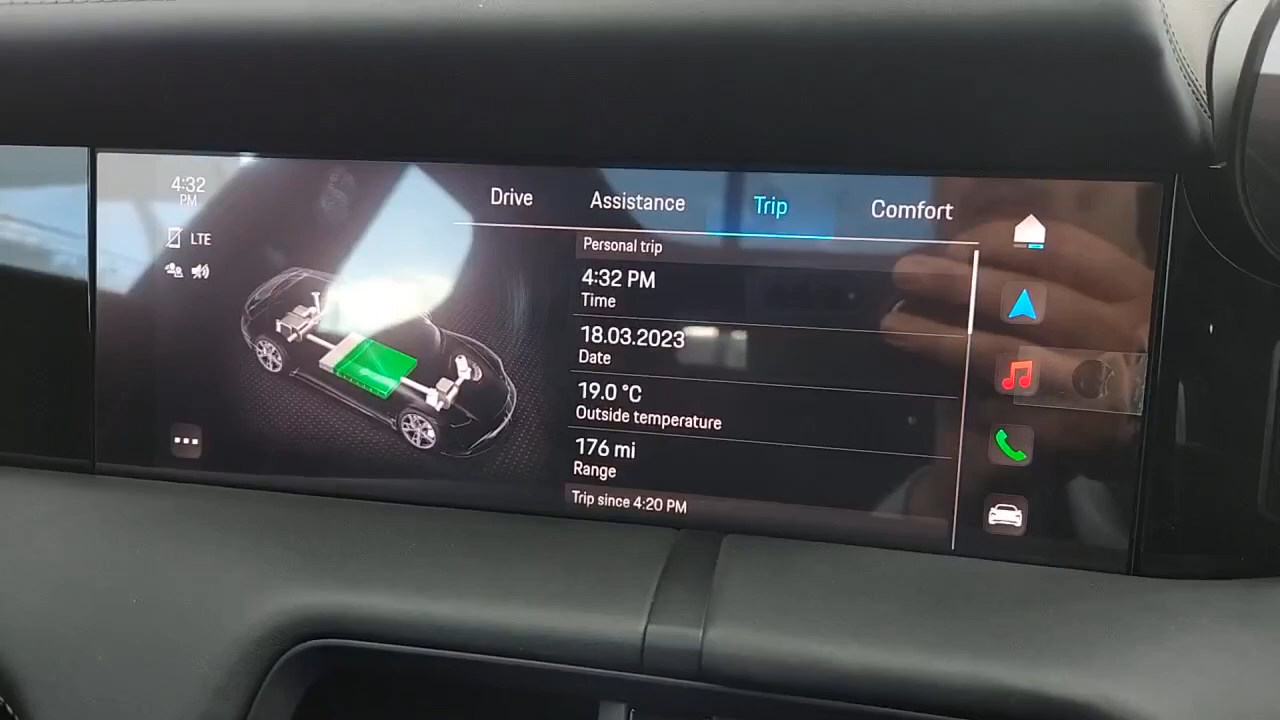 4:32
PM
LTE
Drive
Assistance
Trip
Comfort
Personal trip
4:32 PM
Time
18.03.2023
Date
19.0 °C
Outside temperature
176 mi
Range
Trip since 4:20 PM